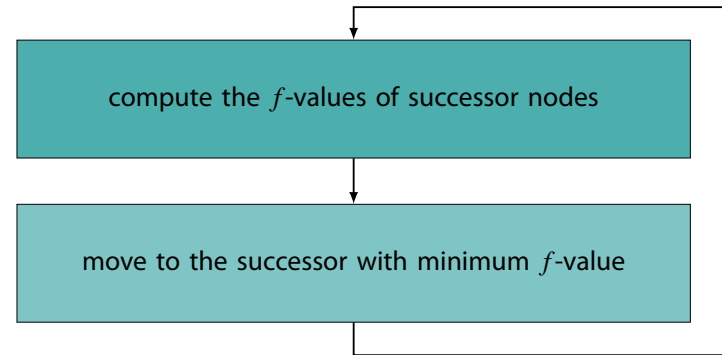 compute the f-values of successor nodes
move to the successor with minimum f-value